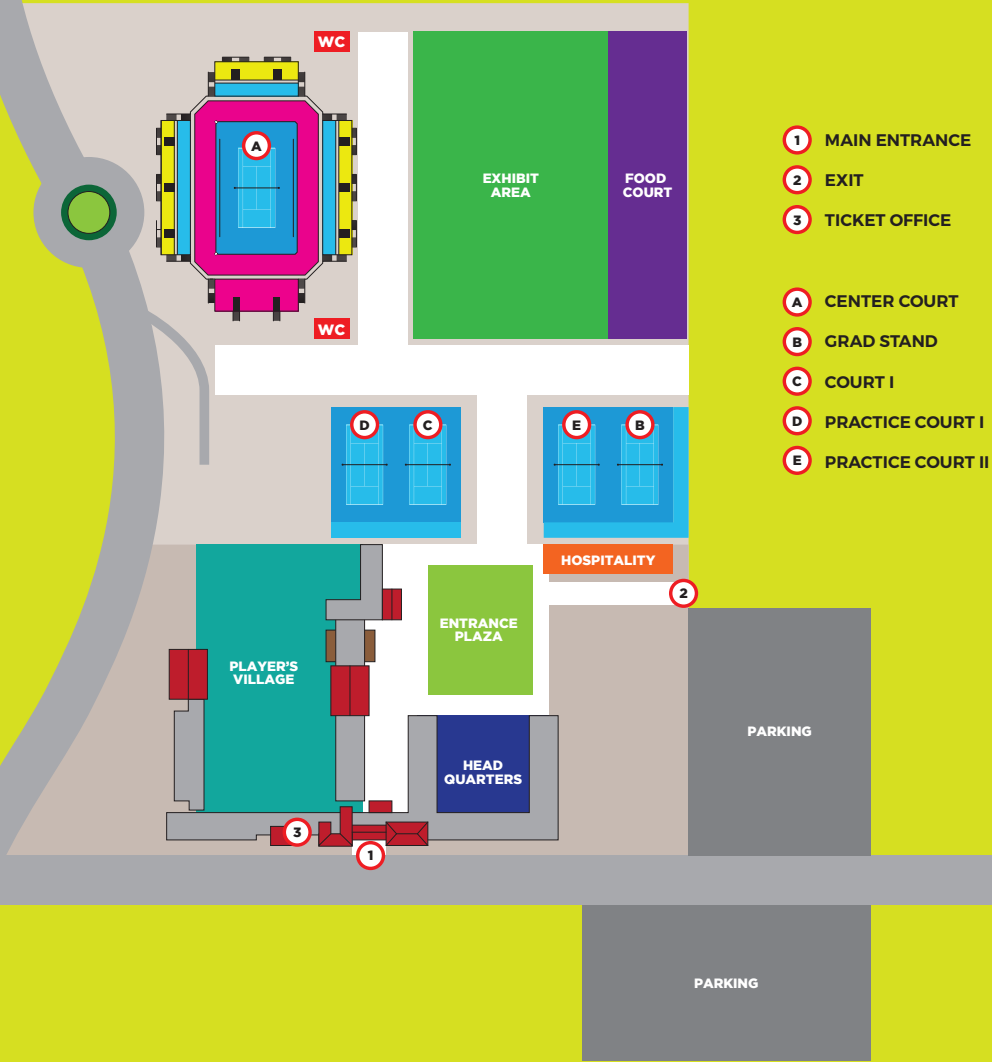 WC
A
EXHIBIT
AREA
FOOD
COURT
WC
D
C
E
B
HOSPITALITY
2
ENTRANCE
PLAZA
PLAYER'S
VILLAGE
HEAD
QUARTERS
PARKING
3
1
PARKING
1 MAIN ENTRANCE
2 EXIT
3 TICKET OFFICE
A CENTER COURT
B GRAD STAND
C COURT I
D PRACTICE COURT I
E PRACTICE COURT II